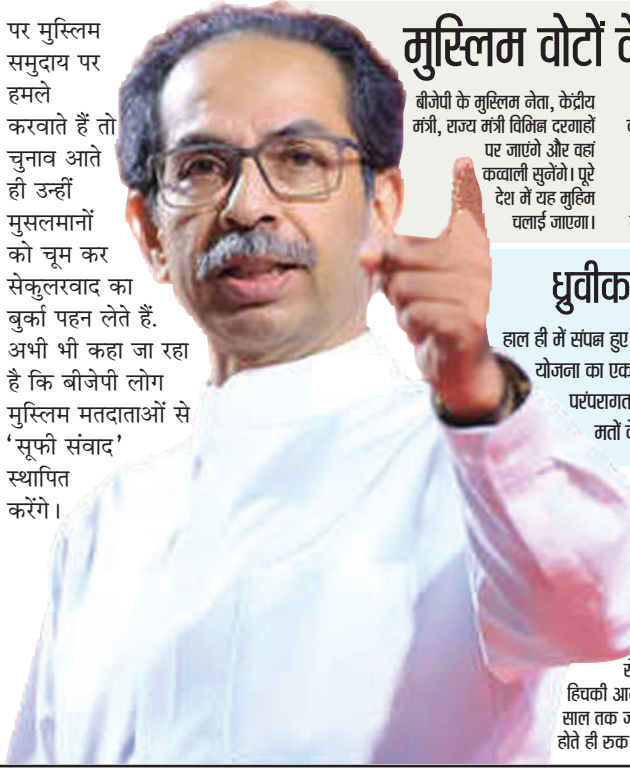 पर मुस्लिम
समुदाय पर
हमले
करवाते हैं तो
चुनाव आते
ही उन्हीं
मुसलमानों
को चूम कर
सेकुलरवाद का
बुर्का पहन लेते हैं.
अभी भी कहा जा रहा
है कि बीजेपी लोग
मुस्लिम मतदाताओं से
‘सूफी संवाद’
स्थापित
करेंगे।
मुस्लिम वोटों
बीजेपी के मुस्लिम नेता, केंद्रीय
मंत्री, राज्य मंत्री विभिन्न दरगाहों
पर जाएंगे और वहां
कव्वाली सुनेंगे। पूरे
देश में यह मुहिम
चलाई जाएगा।
ध्रुवीक
हाल ही में संपन्न हुए
योजना का एक
परंपरागत
मतों
हिचकी
साल तक
होते ही रुक